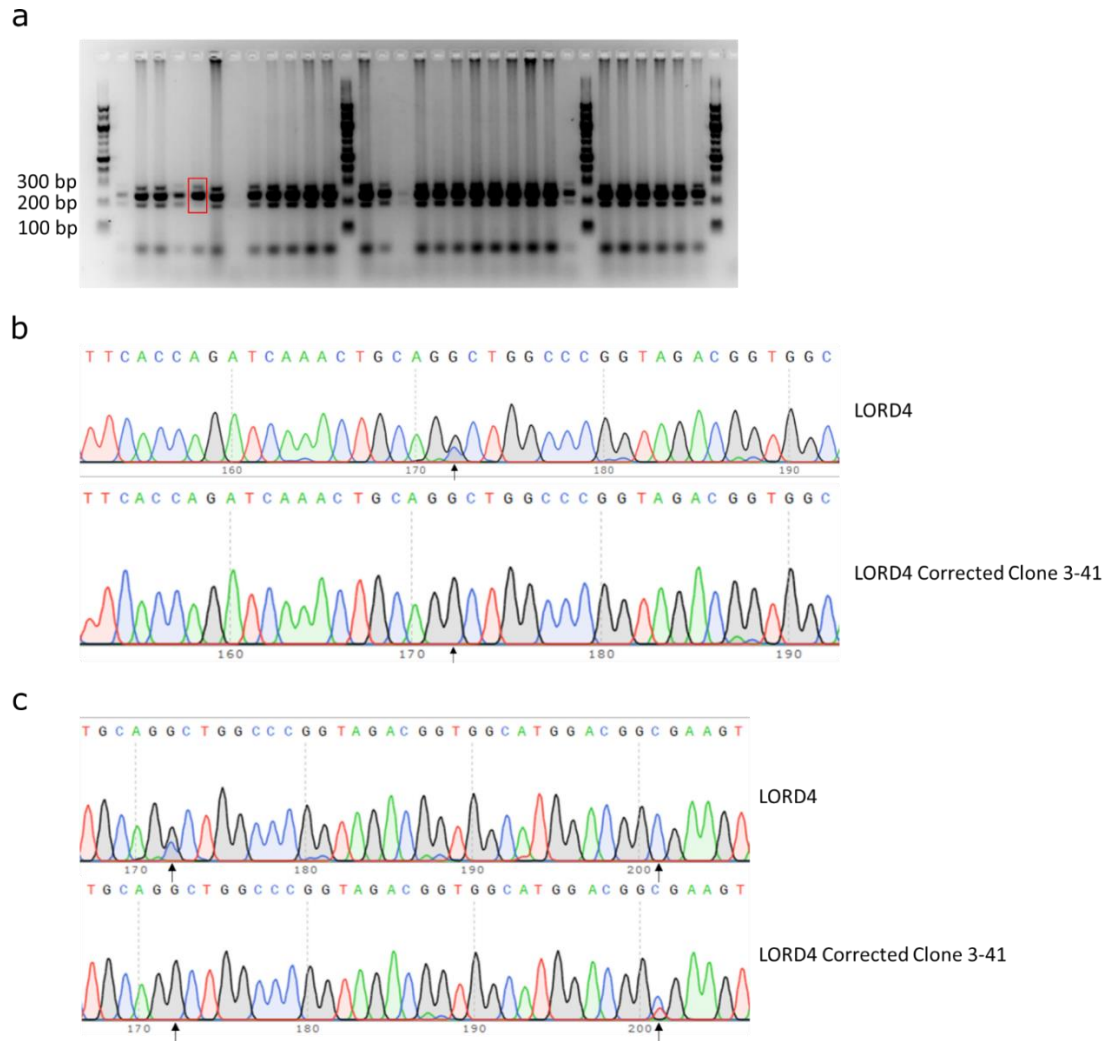 a
300 bp
200 bp
100 bp
b
T T C A C C A G A T C A A A C T G C A G G C T G G C C C G G T A G A C G G T G G C
LORD4
160 170 180 190
T T C A C C A G A T C A A A C T G C A G G C T G G C C C G G T A G A C G G T G G C
LORD4 Corrected Clone 3-41
160 170 180 190
c
T G C A G G C T G G C C C G G T A G A C G G T G G C A T G G A C G G C G A A G T
LORD4
170 180 190 200
T G C A G G C T G G C C C G G T A G A C G G T G G C A T G G A C G G C G A A G T
LORD4 Corrected Clone 3-41
170 180 190 200